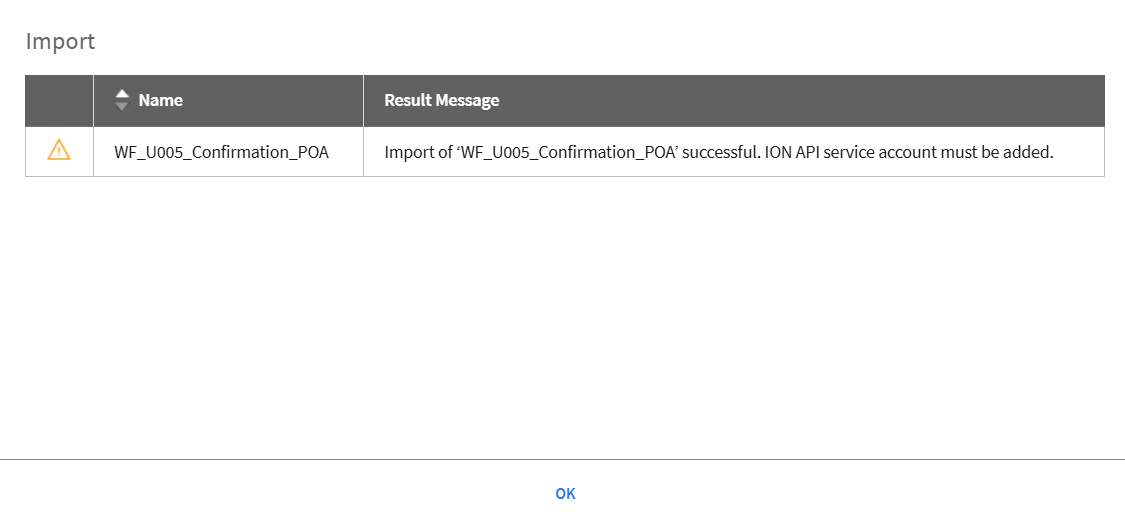 Import
Name Result Message
WF_U005_Confirmation_POA Import of ‘WF_U005_Confirmation_POA’ successful. ION API service account must be added.
OK